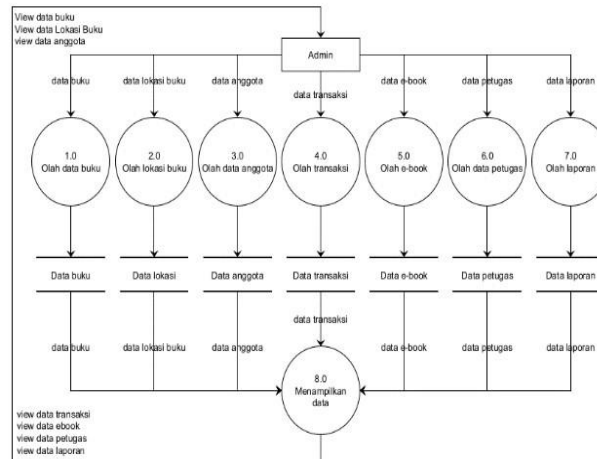 View data buku
View data Lokasi Buku
view data anggota
Admin
data buku
data lokasi buku
data anggota
data transaksi
data e-book
data petugas
data laporan
1.0
Olah data buku
2.0
Olah lokasi buku
3.0
Olah data anggota
4.0
Olah transaksi
5.0
Olah e-book
6.0
Olah data petugas
7.0
Olah laporan
Data buku
Data lokasi
Data anggota
Data transaksi
Data e-book
Data petugas
Data laporan
data transaksi
data buku
data lokasi buku
data anggota
data e-book
data petugas
data laporan
8.0
Menampilkan
data
view data transaksi
view data ebook
view data petugas
view data laporan